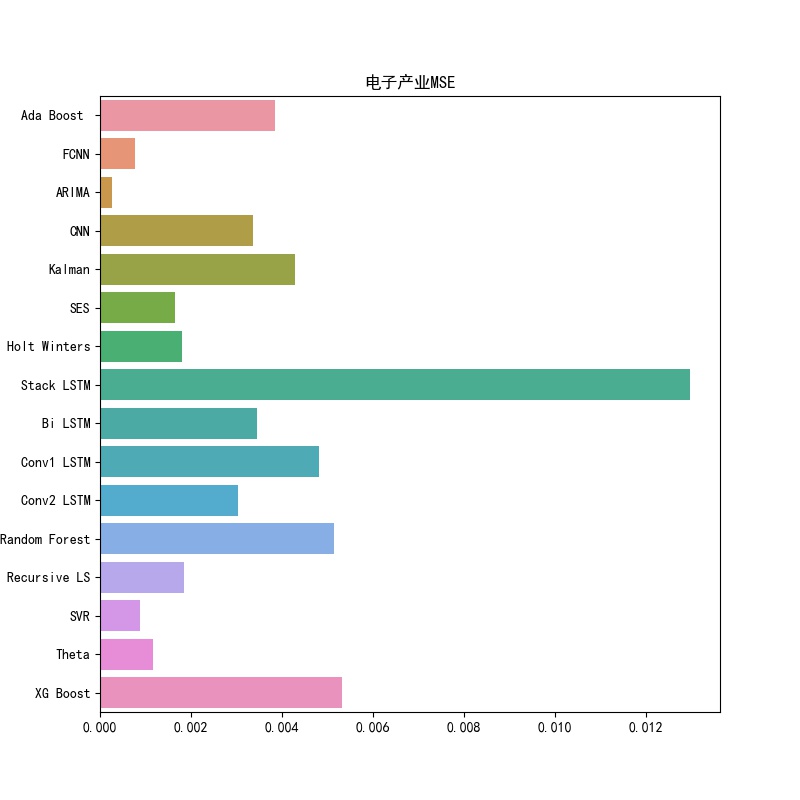 电子产业MSE
Ada Boost
FCNN
ARIMA
CNN
Kalman
SES
Holt Winters
Stack LSTM
Bi LSTM
Conv1 LSTM
Conv2 LSTM
Random Forest
Recursive LS
SVR
Theta
XG Boost
0.000 0.002 0.004 0.006 0.008 0.010 0.012